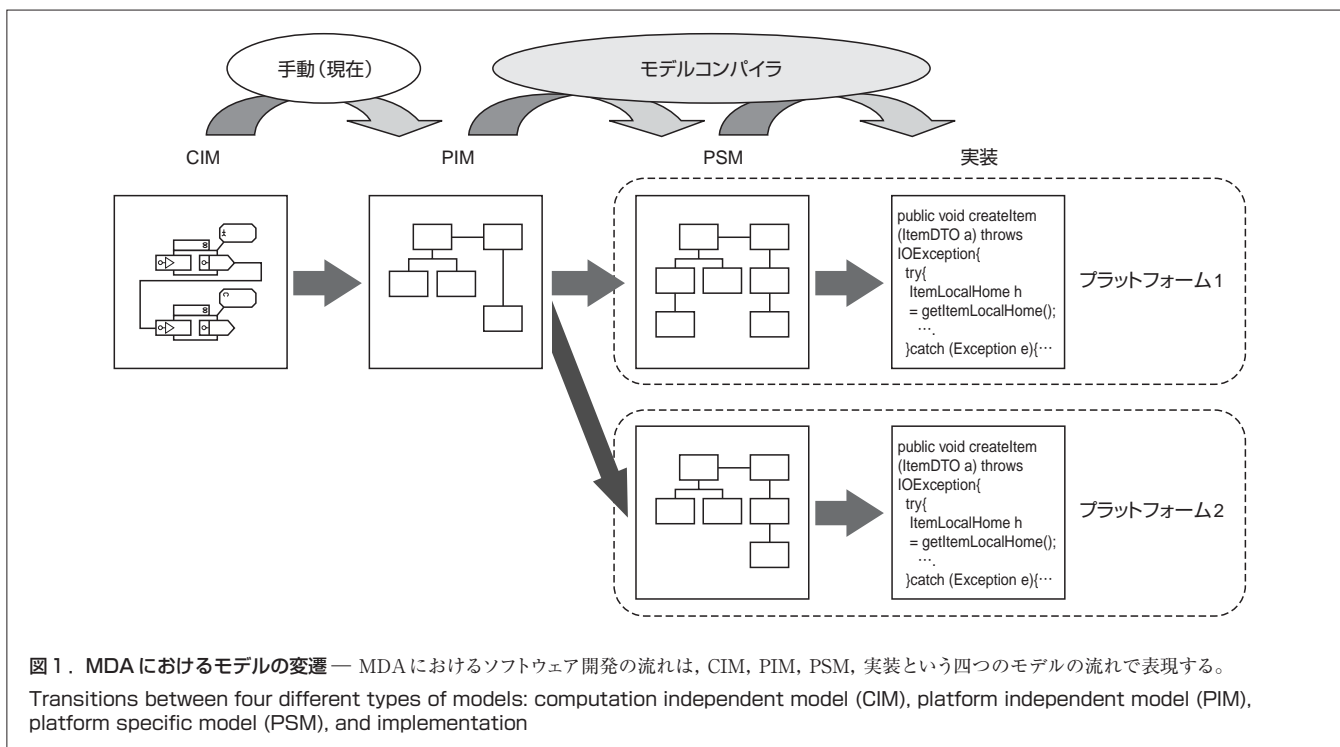 手動(現在)
モデルコンパイラ
CIM
PIM
PSM
実装
public void createItem
(ItemDTO a) throws
IOException{
try{
ItemLocalHome h
= getItemLocalHome();
….
}catch (Exception e){…
プラットフォーム1
public void createItem
(ItemDTO a) throws
IOException{
try{
ItemLocalHome h
= getItemLocalHome();
….
}catch (Exception e){…
プラットフォーム2
図1. MDAにおけるモデルの変遷 — MDAにおけるソフトウェア開発の流れは, CIM, PIM, PSM, 実装という四つのモデルの流れで表現する。
Transitions between four different types of models: computation independent model (CIM), platform independent model (PIM),
platform specific model (PSM), and implementation